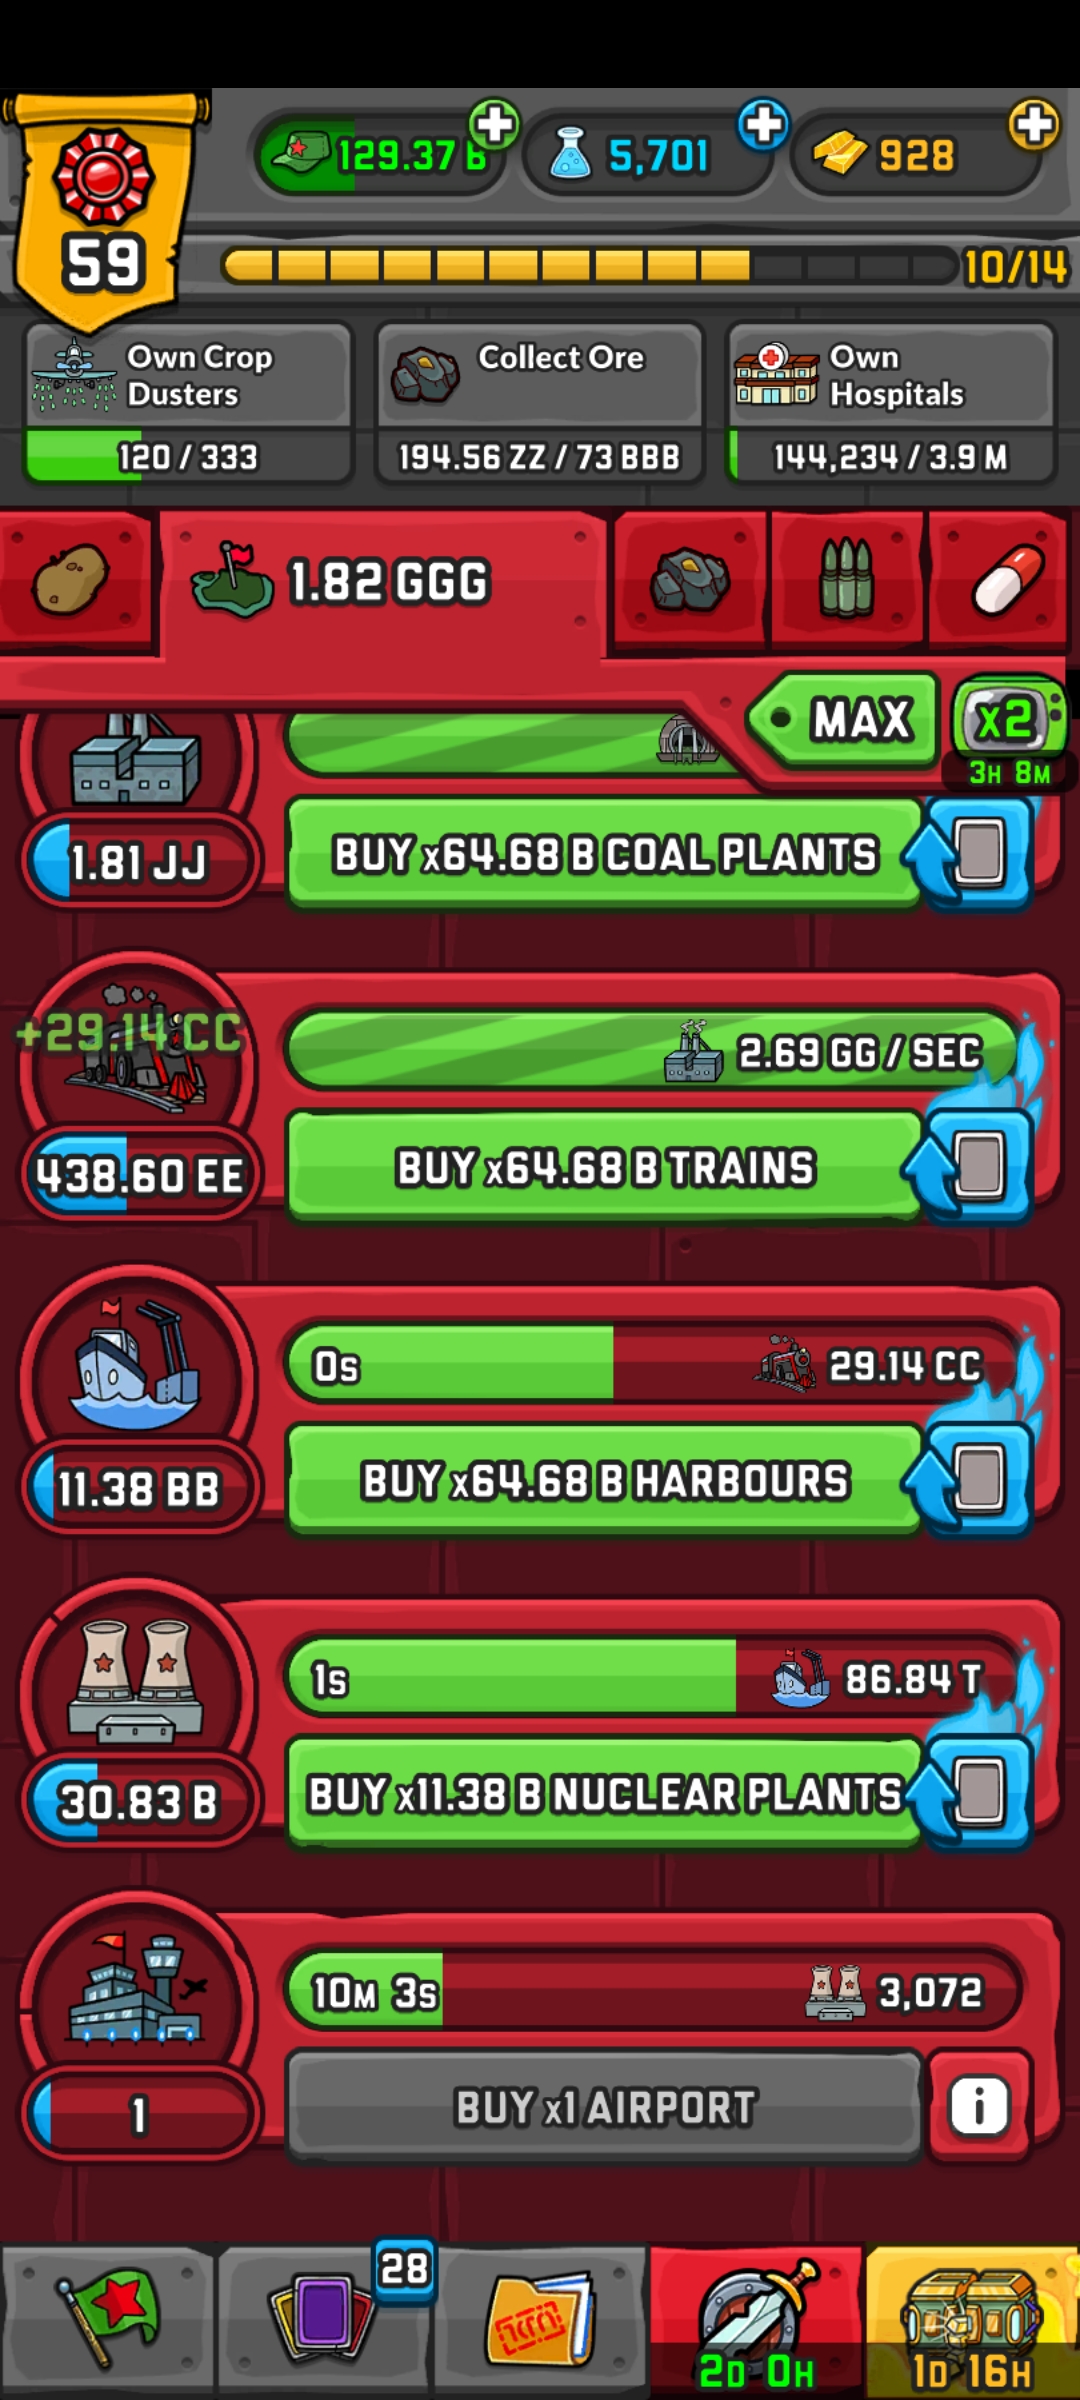 129.37 B
5,701
928
59
10/14
Own Crop
Dusters
120 / 333
Collect Ore
194.56 ZZ / 73 BBB
Own
Hospitals
144,234 / 3.9 M
1.82 GGG
MAX
x2
3H 8M
1.81 JJ
BUY x64.68 B COAL PLANTS
+29.14 CC
2.69 GG / SEC
438.60 EE
BUY x64.68 B TRAINS
0s
29.14 CC
11.38 BB
BUY x64.68 B HARBOURS
1s
86.84 T
30.83 B
BUY x11.38 B NUCLEAR PLANTS
10M 3s
3,072
1
BUY x1 AIRPORT
i
28
2D 0H
1D 16H